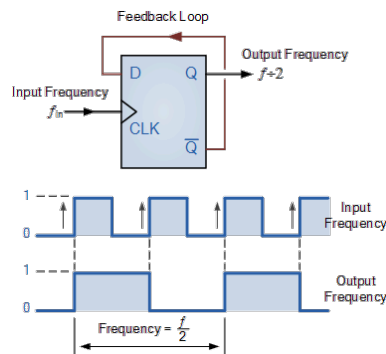 Feedback Loop
Output Frequency
D Q f÷2
Input Frequency
fin
CLK
Q̅
1
0
Input
Frequency
1
0
Output
Frequency
Frequency = f/2